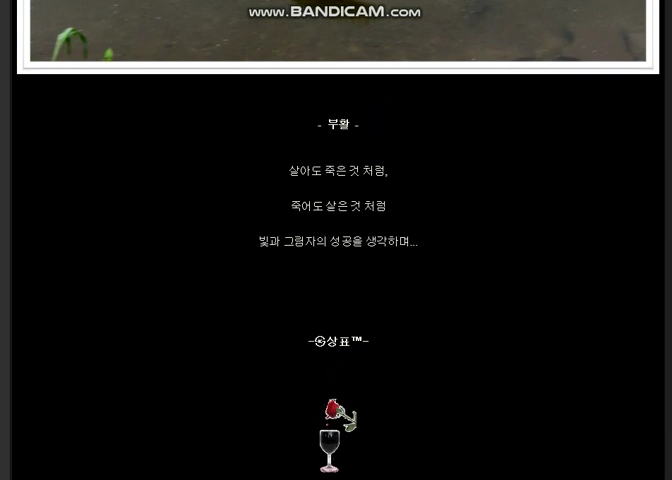 www.BANDICAM.com
- 부활 -
살아도 죽은것 처럼,
죽어도 살은것 처럼
빛과 그림자의 성공을 생각하며...
-㉿상표™-